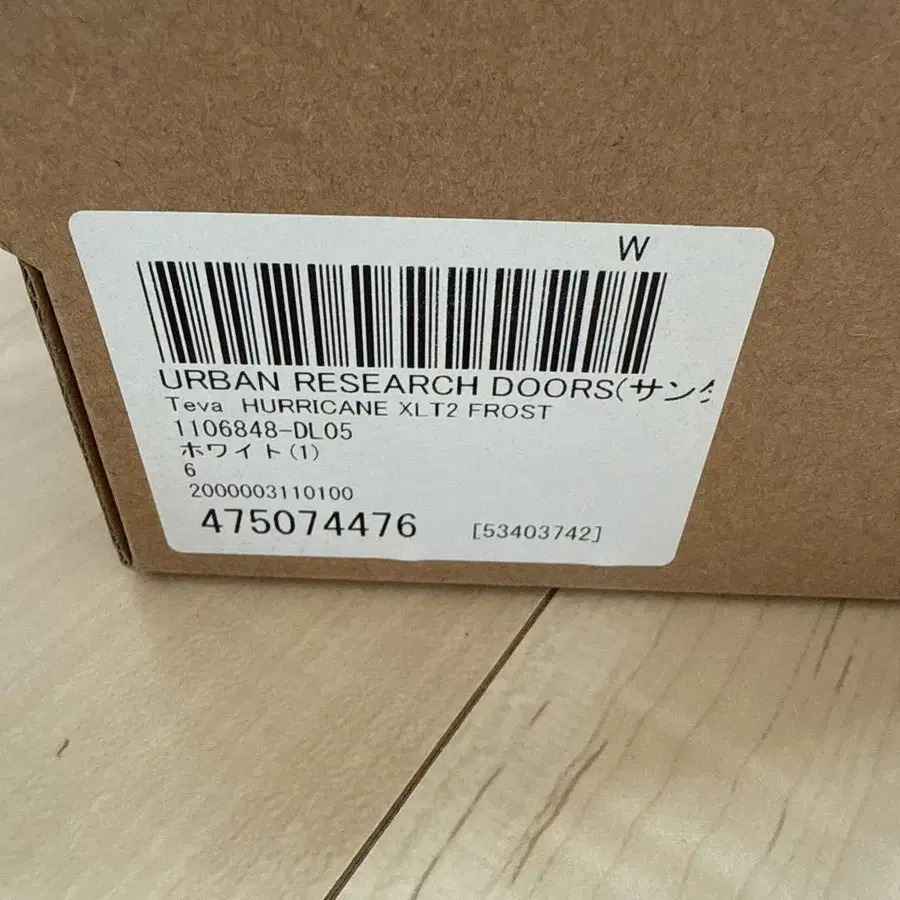 W
URBAN RESEARCH DOORS(サン
Teva HURRICANE XLT2 FROST
1106848-DL05
ホワイト(1)
6
2000003110100
475074476 [53403742]